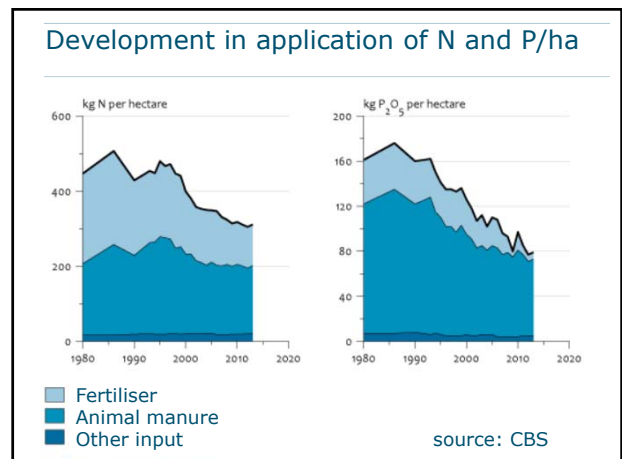 Development in application of N and P/ha
kg N per hectare
600
400
200
0
1980 1990 2000 2010 2020
kg P₂O₅ per hectare
200
160
120
80
40
0
1980 1990 2000 2010 2020
Fertiliser
Animal manure
Other input
source: CBS